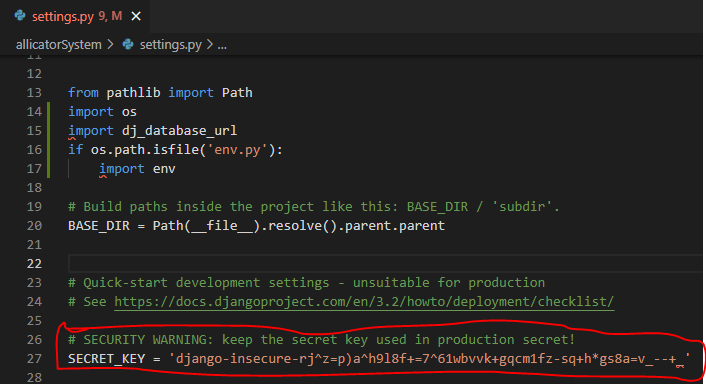 settings.py 9, M
allicatorSystem > settings.py > ...
11
12
13 from pathlib import Path
14 import os
15 import dj_database_url
16 if os.path.isfile('env.py'):
17 import env
18
19 # Build paths inside the project like this: BASE_DIR / 'subdir'.
20 BASE_DIR = Path(__file__).resolve().parent.parent
21
22
23 # Quick-start development settings - unsuitable for production
24 # See https://docs.djangoproject.com/en/3.2/howto/deployment/checklist/
25
26 # SECURITY WARNING: keep the secret key used in production secret!
27 SECRET_KEY = 'django-insecure-rj^z=p)a^h9l8f+=7^61wbvvk+gqcm1fz-sq+h*gs8a=v_--+_'